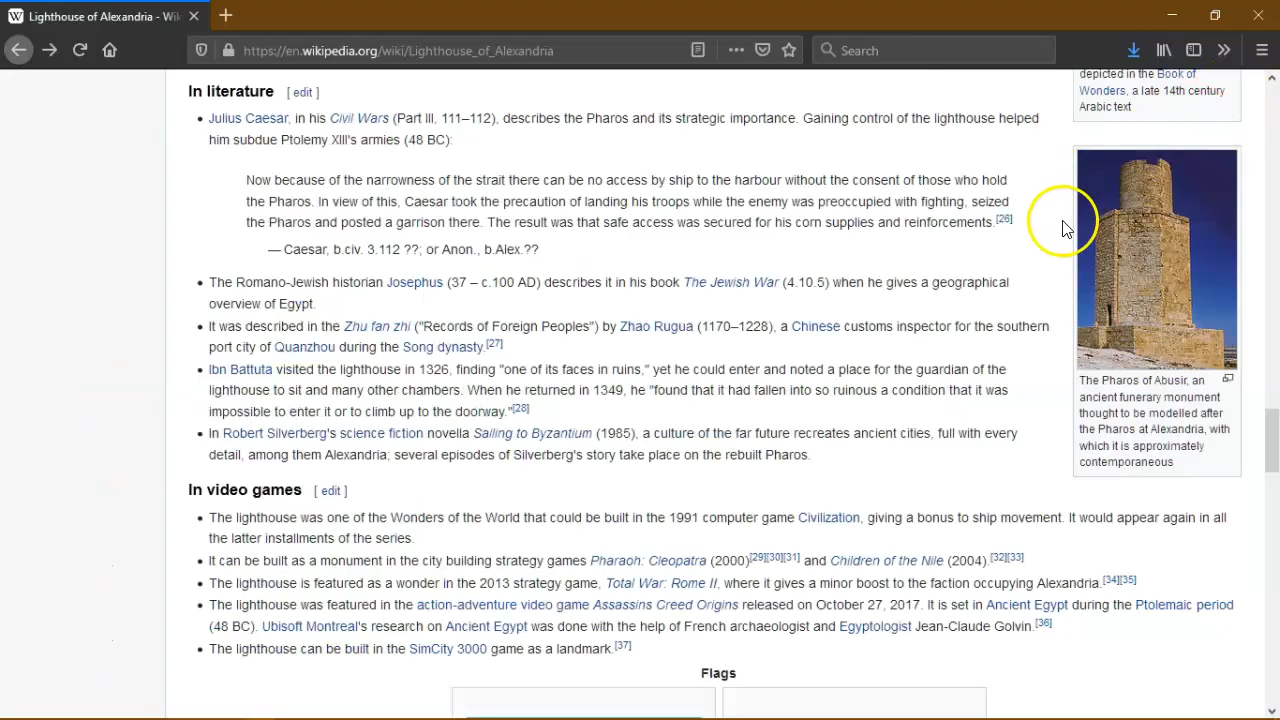 Lighthouse of Alexandria - Wik
https://en.wikipedia.org/wiki/Lighthouse_of_Alexandria
Search
In literature [ edit ]
• Julius Caesar, in his Civil Wars (Part III, 111–112), describes the Pharos and its strategic importance. Gaining control of the lighthouse helped
him subdue Ptolemy XIII's armies (48 BC):
Now because of the narrowness of the strait there can be no access by ship to the harbour without the consent of those who hold
the Pharos. In view of this, Caesar took the precaution of landing his troops while the enemy was preoccupied with fighting, seized
the Pharos and posted a garrison there. The result was that safe access was secured for his corn supplies and reinforcements.[26]
— Caesar, b.civ. 3.112 ??; or Anon., b.Alex.??
• The Romano-Jewish historian Josephus (37 – c.100 AD) describes it in his book The Jewish War (4.10.5) when he gives a geographical
overview of Egypt.
• It was described in the Zhu fan zhi ("Records of Foreign Peoples") by Zhao Rugua (1170–1228), a Chinese customs inspector for the southern
port city of Quanzhou during the Song dynasty.[27]
• Ibn Battuta visited the lighthouse in 1326, finding "one of its faces in ruins," yet he could enter and noted a place for the guardian of the
lighthouse to sit and many other chambers. When he returned in 1349, he "found that it had fallen into so ruinous a condition that it was
impossible to enter it or to climb up to the doorway."[28]
• In Robert Silverberg's science fiction novella Sailing to Byzantium (1985), a culture of the far future recreates ancient cities, full with every
detail, among them Alexandria; several episodes of Silverberg's story take place on the rebuilt Pharos.
depicted in the Book of
Wonders, a late 14th century
Arabic text
The Pharos of Abusir, an
ancient funerary monument
thought to be modelled after
the Pharos at Alexandria, with
which it is approximately
contemporaneous
In video games [ edit ]
• The lighthouse was one of the Wonders of the World that could be built in the 1991 computer game Civilization, giving a bonus to ship movement. It would appear again in all
the latter installments of the series.
• It can be built as a monument in the city building strategy games Pharaoh: Cleopatra (2000)[29][30][31] and Children of the Nile (2004).[32][33]
• The lighthouse is featured as a wonder in the 2013 strategy game, Total War: Rome II, where it gives a minor boost to the faction occupying Alexandria.[34][35]
• The lighthouse was featured in the action-adventure video game Assassins Creed Origins released on October 27, 2017. It is set in Ancient Egypt during the Ptolemaic period
(48 BC). Ubisoft Montreal's research on Ancient Egypt was done with the help of French archaeologist and Egyptologist Jean-Claude Golvin.[36]
• The lighthouse can be built in the SimCity 3000 game as a landmark.[37]
Flags